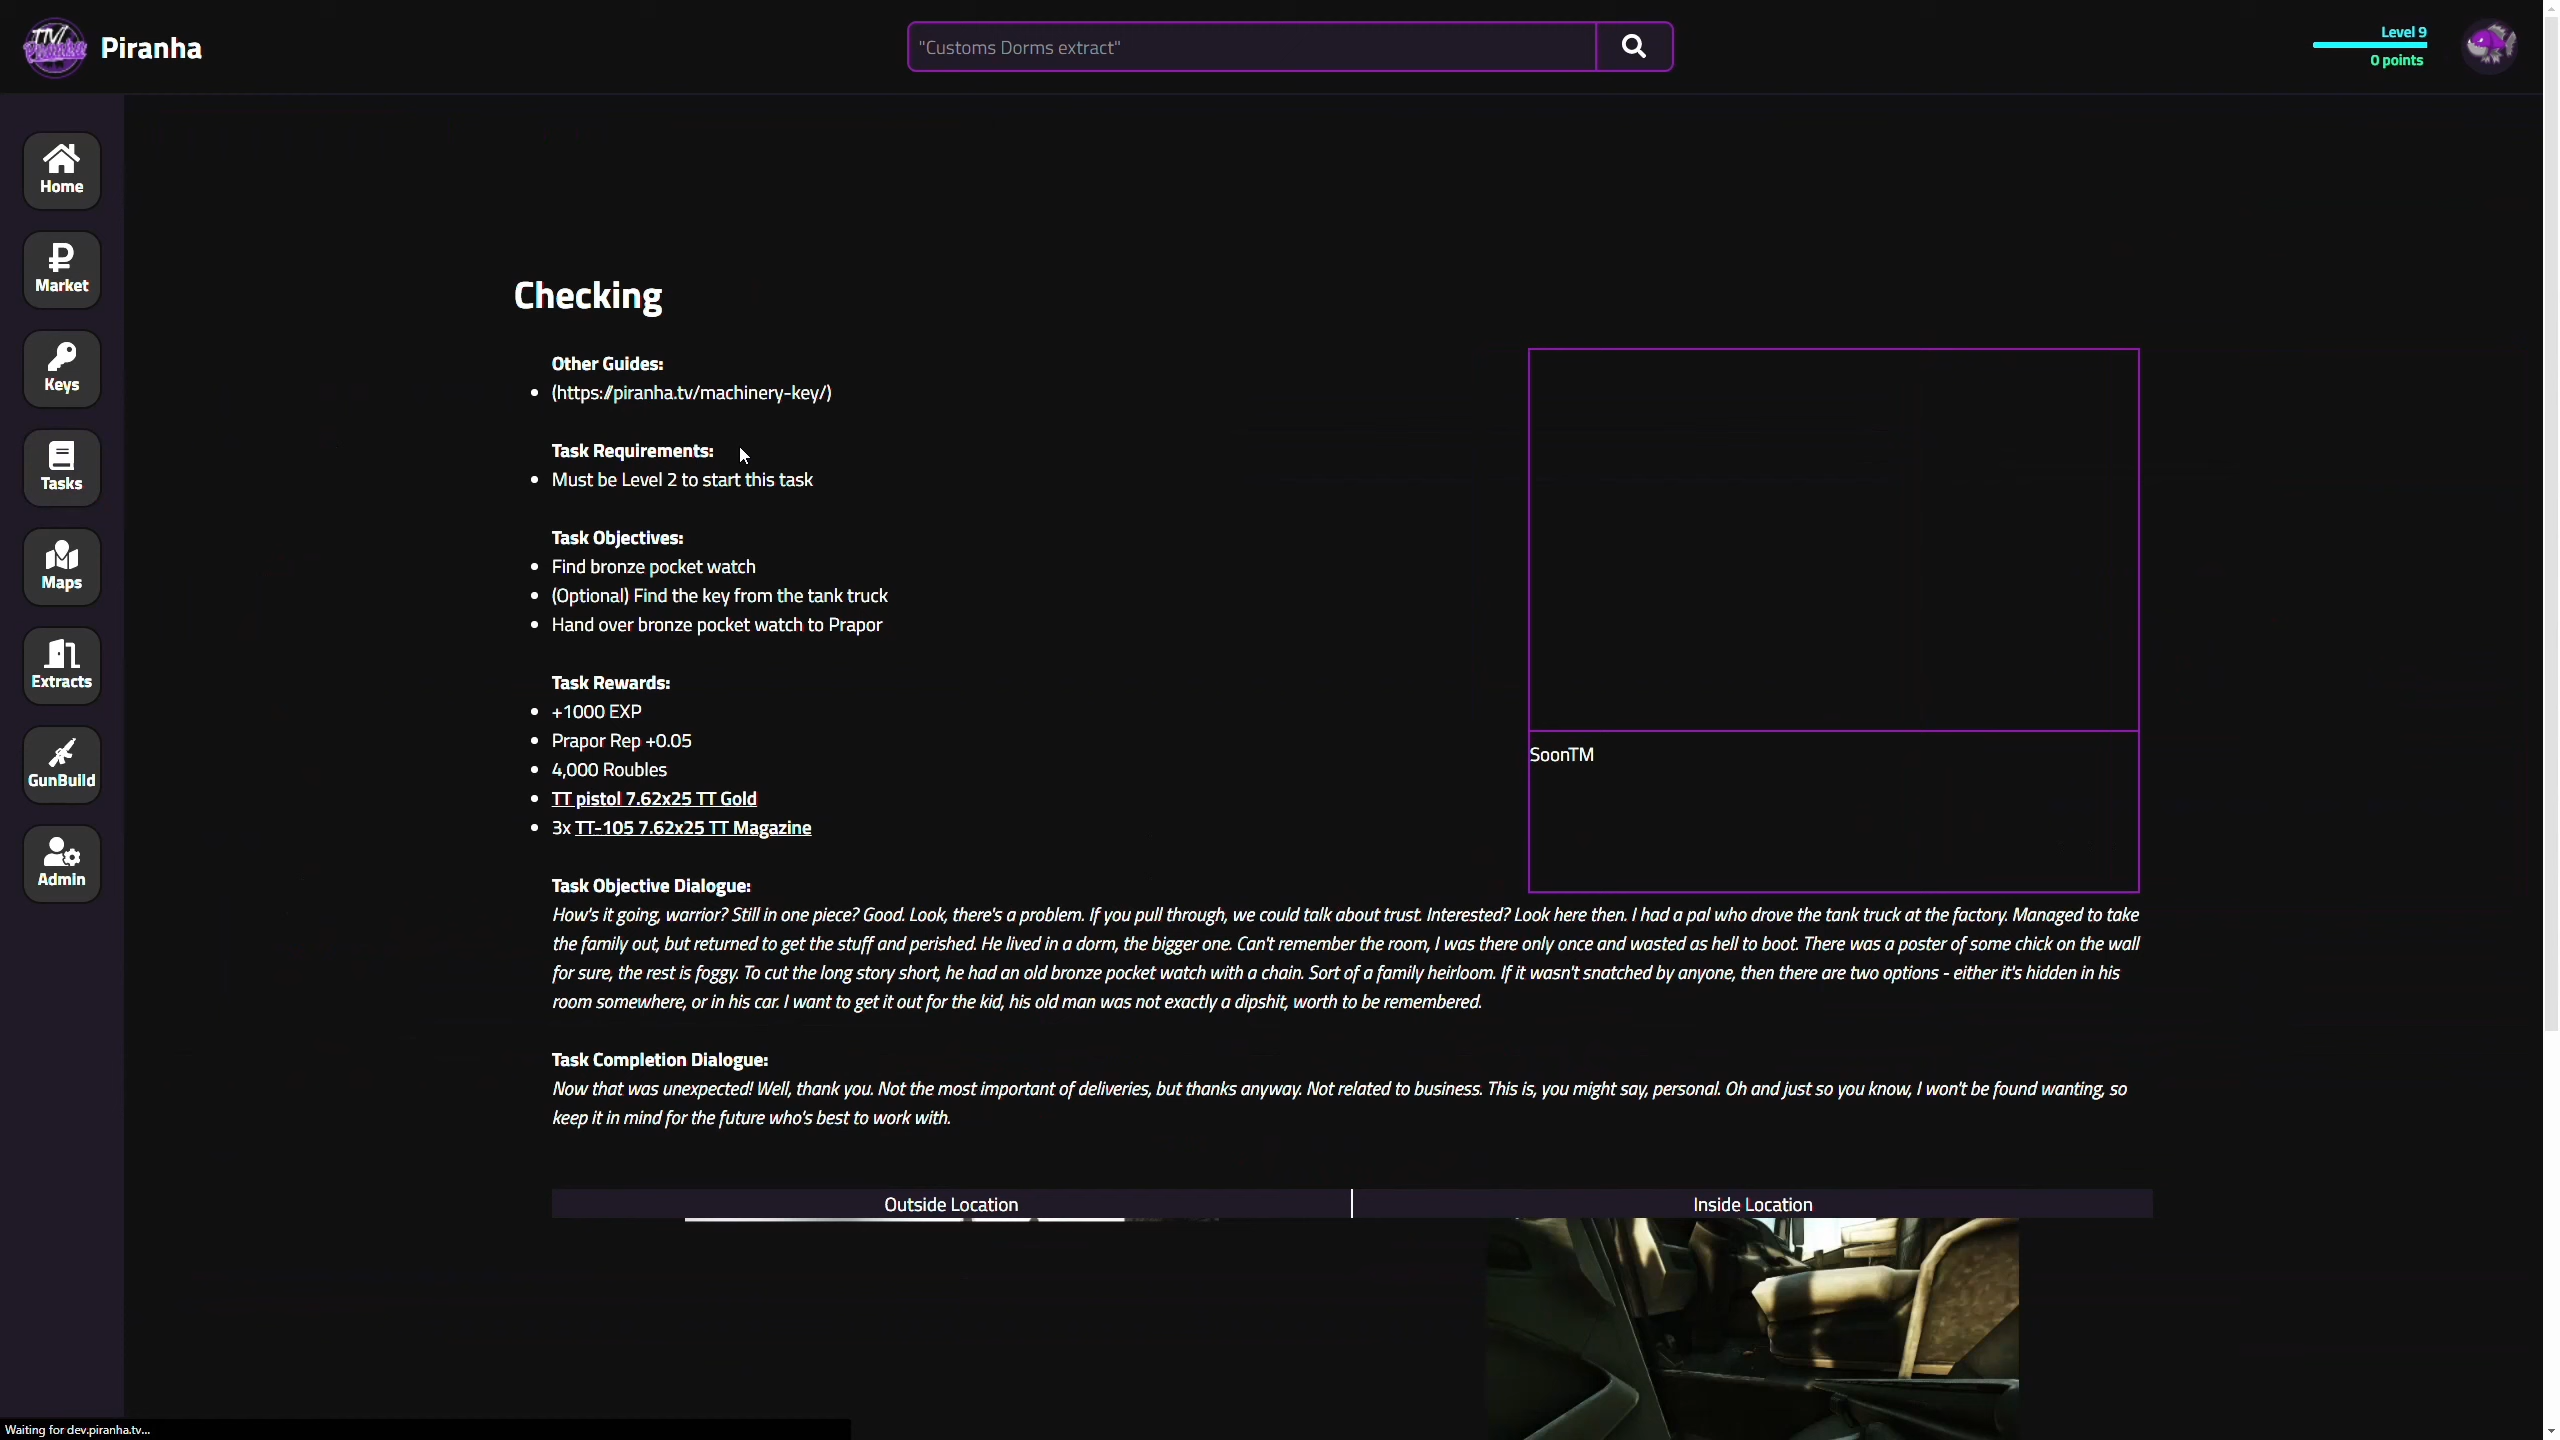 TTV
Piranha
Piranha
"Customs Dorms extract"
Level 9
0 points
Home
Market
Keys
Tasks
Maps
Extracts
GunBuild
Admin
Checking
Other Guides:
(https://piranha.tv/machinery-key/)
Task Requirements:
Must be Level 2 to start this task
Task Objectives:
Find bronze pocket watch
(Optional) Find the key from the tank truck
Hand over bronze pocket watch to Prapor
Task Rewards:
+1000 EXP
Prapor Rep +0.05
4,000 Roubles
TT pistol 7.62x25 TT Gold
3x TT-105 7.62x25 TT Magazine
SoonTM
Task Objective Dialogue:
How's it going, warrior? Still in one piece? Good. Look, there's a problem. If you pull through, we could talk about trust. Interested? Look here then. I had a pal who drove the tank truck at the factory. Managed to take
the family out, but returned to get the stuff and perished. He lived in a dorm, the bigger one. Can't remember the room, I was there only once and wasted as hell to boot. There was a poster of some chick on the wall
for sure, the rest is foggy. To cut the long story short, he had an old bronze pocket watch with a chain. Sort of a family heirloom. If it wasn't snatched by anyone, then there are two options - either it's hidden in his
room somewhere, or in his car. I want to get it out for the kid, his old man was not exactly a dipshit, worth to be remembered.
Task Completion Dialogue:
Now that was unexpected! Well, thank you. Not the most important of deliveries, but thanks anyway. Not related to business. This is, you might say, personal. Oh and just so you know, I won't be found wanting, so
keep it in mind for the future who's best to work with.
Outside Location
Inside Location
Waiting for dev.piranha.tv...